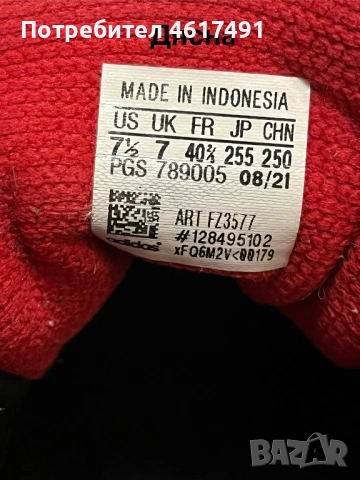 Потребител 4617491
Дясна
MADE IN INDONESIA
US UK FR JP CHN
7½ 7 40⅔ 255 250
PGS 789005 08/21
ART FZ3577
#128495102
adidas xFQ6M2V<00179
BAZAR